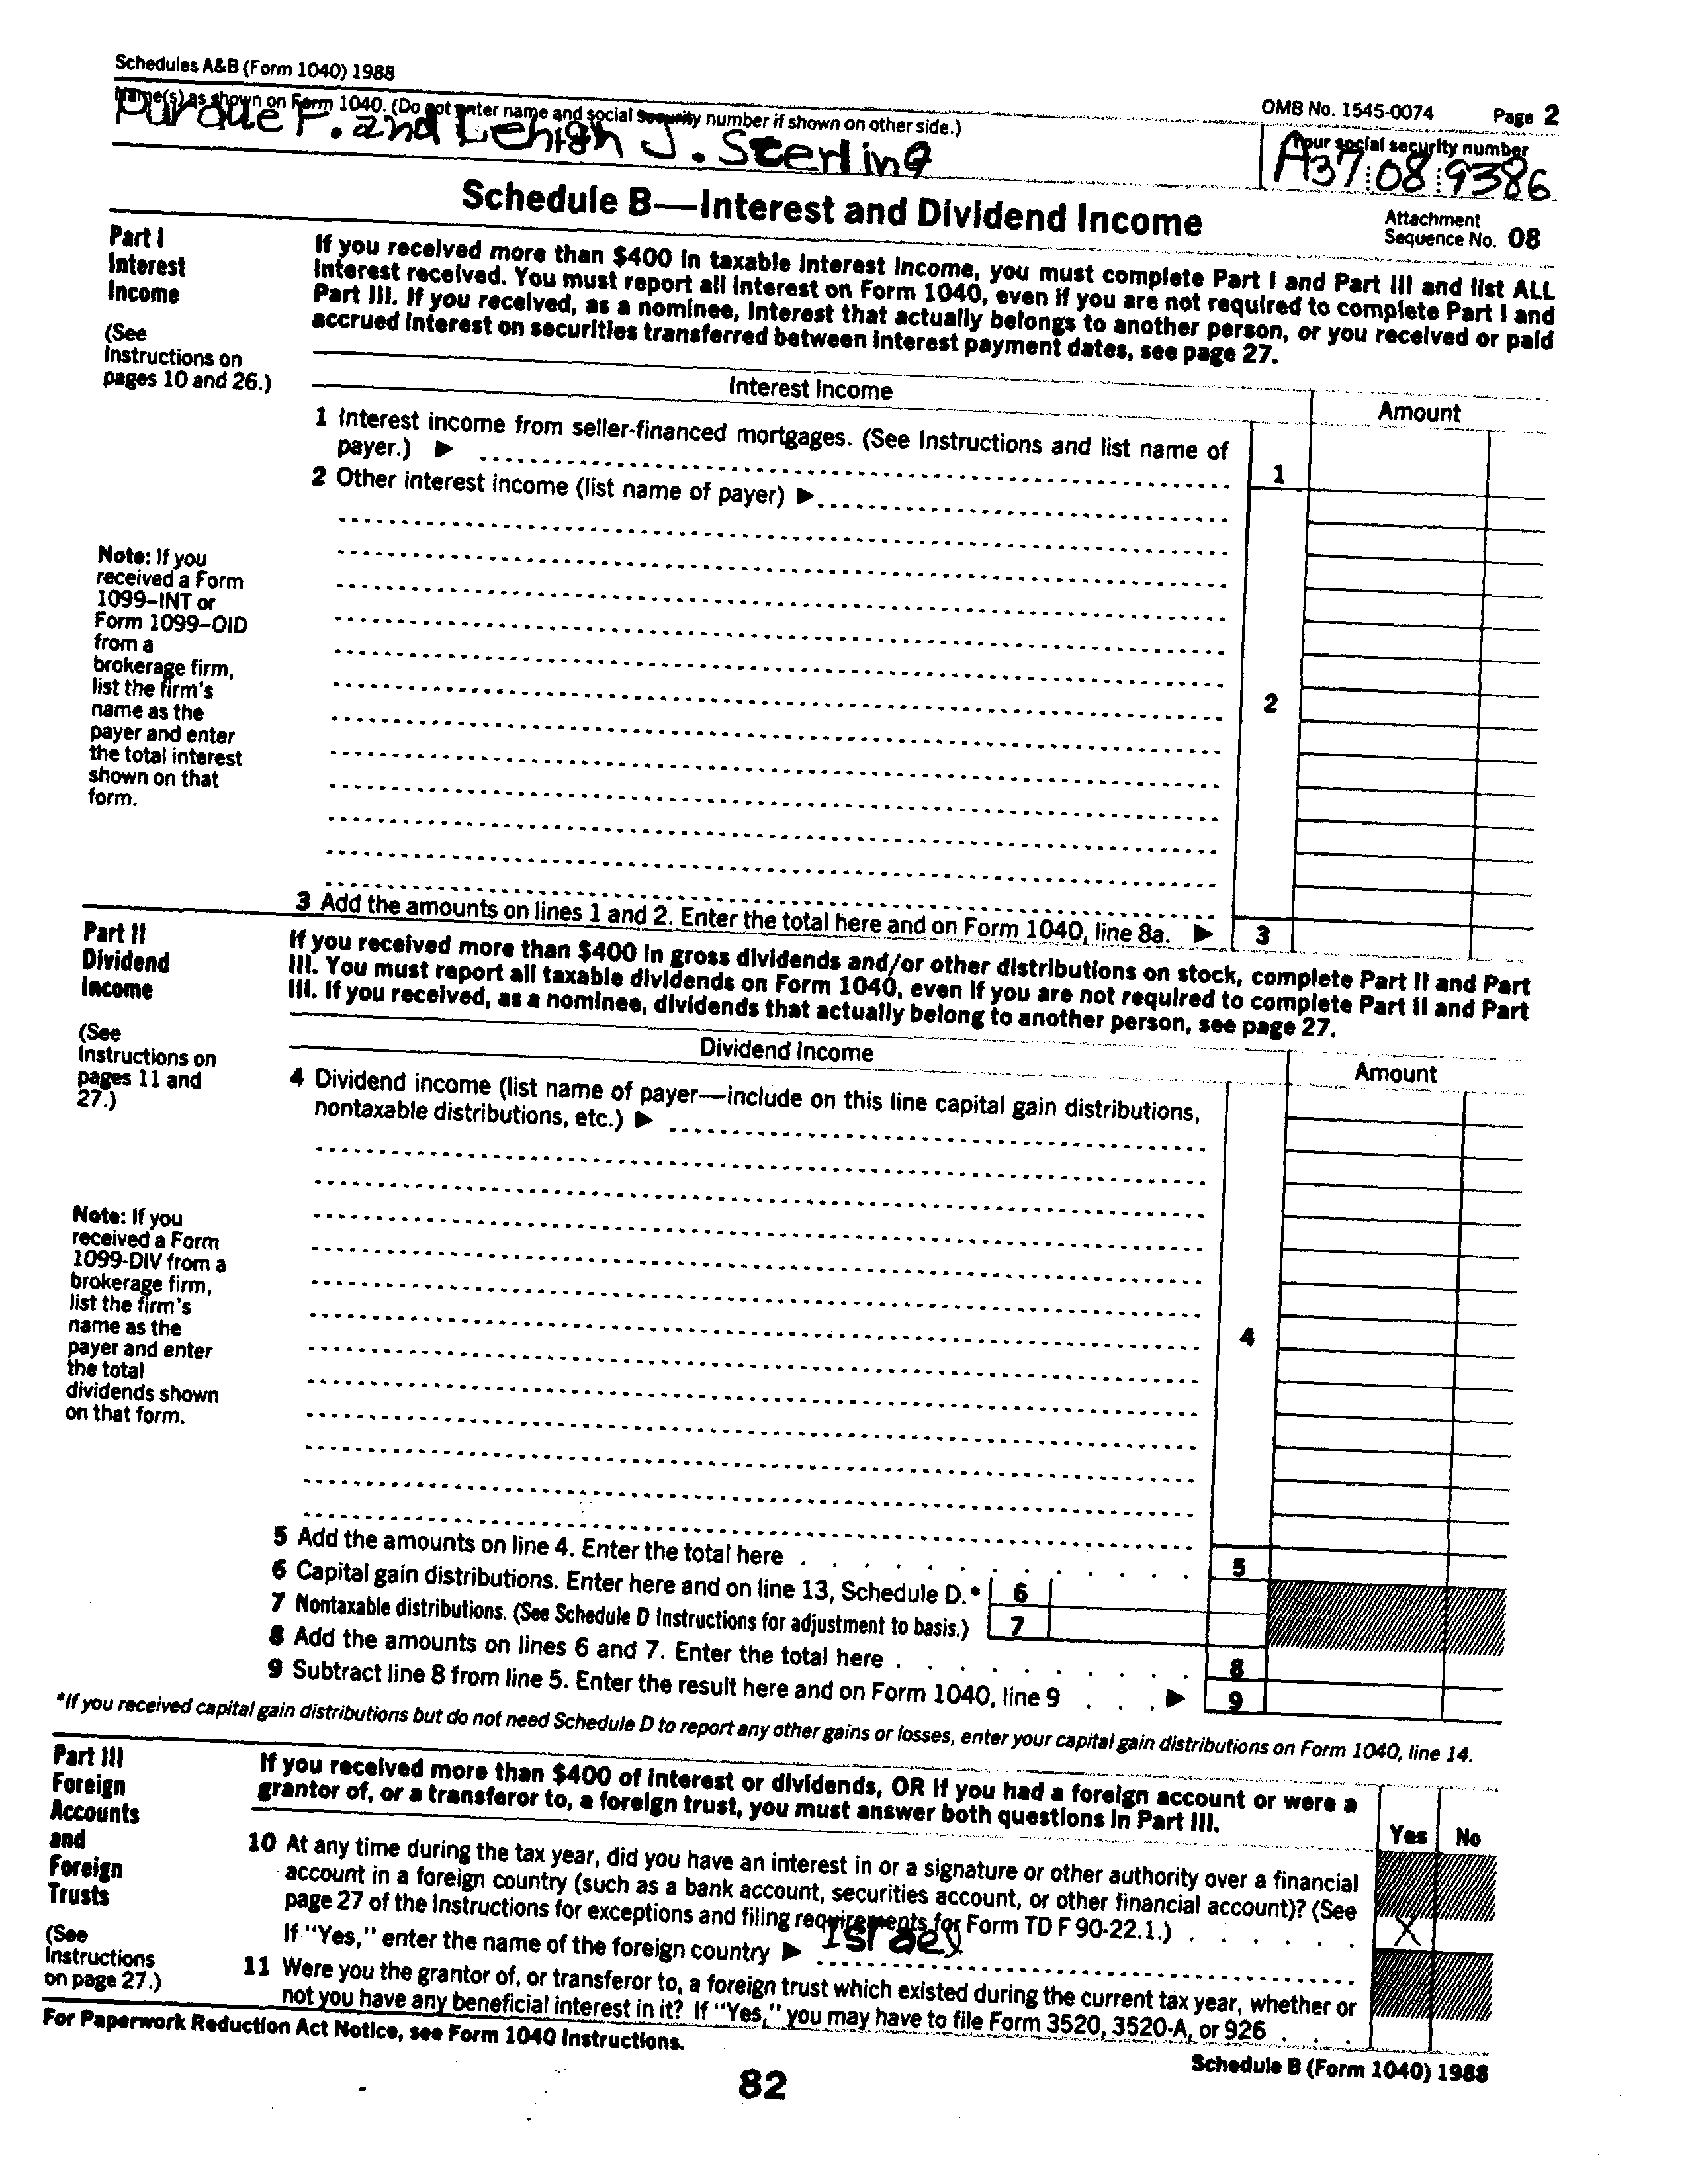 Schedules A&B (Form 1040) 1988
OMB No. 1545-0074 Page 2
Name(s) as shown on Form 1040. (Do not enter name and social security number if shown on other side.)
Purdue F. and Lehigh J. Sterling
Your social security number
A37 08 9386
Schedule B—Interest and Dividend Income
Attachment
Sequence No. 08
Part I
Interest
Income
(See
Instructions on
pages 10 and 26.)
If you received more than $400 in taxable interest income, you must complete Part I and Part III and list ALL
interest received. You must report all interest on Form 1040, even if you are not required to complete Part I and
Part III. If you received, as a nominee, interest that actually belongs to another person, or you received or paid
accrued interest on securities transferred between interest payment dates, see page 27.
Interest Income
Amount
1 Interest income from seller-financed mortgages. (See Instructions and list name of
payer.) ▶
1
2 Other interest income (list name of payer) ▶
Note: If you
received a Form
1099–INT or
Form 1099–OID
from a
brokerage firm,
list the firm's
name as the
payer and enter
the total interest
shown on that
form.
2
3 Add the amounts on lines 1 and 2. Enter the total here and on Form 1040, line 8a. ▶ 3
Part II
Dividend
Income
(See
Instructions on
pages 11 and
27.)
If you received more than $400 in gross dividends and/or other distributions on stock, complete Part II and Part
III. You must report all taxable dividends on Form 1040, even if you are not required to complete Part II and Part
III. If you received, as a nominee, dividends that actually belong to another person, see page 27.
Dividend Income
Amount
4 Dividend income (list name of payer—include on this line capital gain distributions,
nontaxable distributions, etc.) ▶
Note: If you
received a Form
1099-DIV from a
brokerage firm,
list the firm's
name as the
payer and enter
the total
dividends shown
on that form.
4
5 Add the amounts on line 4. Enter the total here . . . . . . . . . . 5
6 Capital gain distributions. Enter here and on line 13, Schedule D.* 6
7 Nontaxable distributions. (See Schedule D Instructions for adjustment to basis.) 7
8 Add the amounts on lines 6 and 7. Enter the total here . . . . . . . . . . 8
9 Subtract line 8 from line 5. Enter the result here and on Form 1040, line 9 . . . ▶ 9
*If you received capital gain distributions but do not need Schedule D to report any other gains or losses, enter your capital gain distributions on Form 1040, line 14.
Part III
Foreign
Accounts
and
Foreign
Trusts
(See
Instructions
on page 27.)
If you received more than $400 of interest or dividends, OR if you had a foreign account or were a
grantor of, or a transferor to, a foreign trust, you must answer both questions in Part III.
Yes No
10 At any time during the tax year, did you have an interest in or a signature or other authority over a financial
account in a foreign country (such as a bank account, securities account, or other financial account)? (See
page 27 of the Instructions for exceptions and filing requirements for Form TD F 90-22.1.) . . . . . . X
If "Yes," enter the name of the foreign country ▶ Israel
11 Were you the grantor of, or transferor to, a foreign trust which existed during the current tax year, whether or
not you have any beneficial interest in it? If "Yes," you may have to file Form 3520, 3520-A, or 926 . . .
For Paperwork Reduction Act Notice, see Form 1040 Instructions.
Schedule B (Form 1040) 1988
82